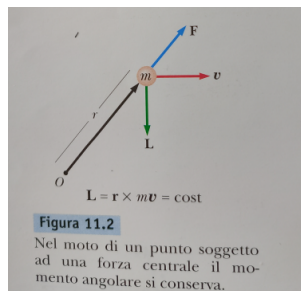 F
m
v
r
L
O
L = r × mv = cost
Figura 11.2
Nel moto di un punto soggetto
ad una forza centrale il mo-
mento angolare si conserva.